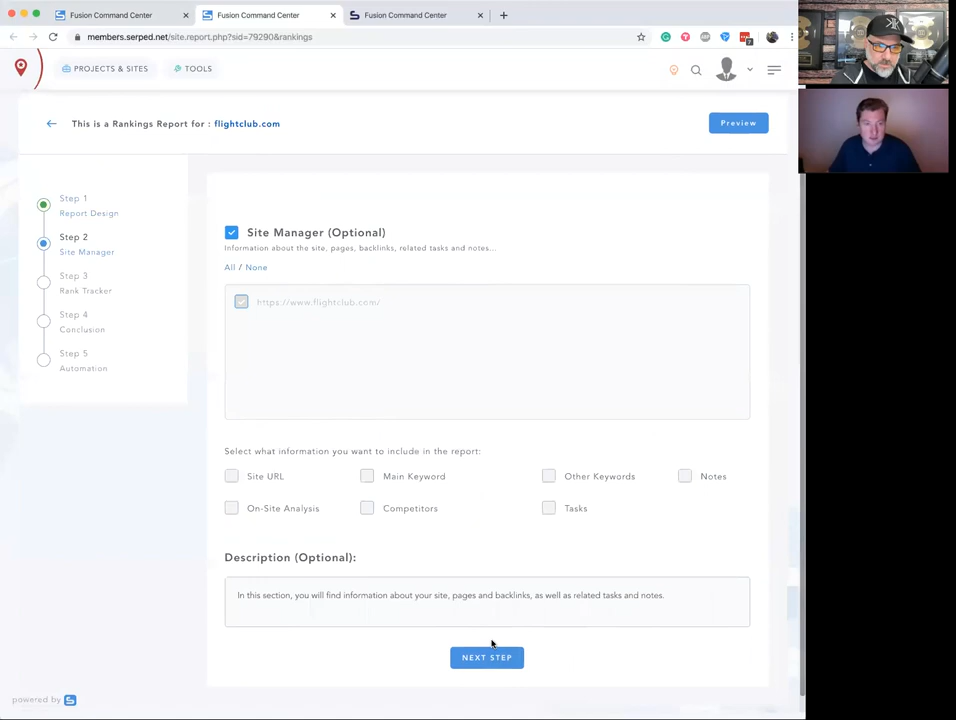 Fusion Command Center
Fusion Command Center
Fusion Command Center
members.serped.net/site.report.php?sid=79290&rankings
PROJECTS & SITES
TOOLS
This is a Rankings Report for : flightclub.com
Preview
Step 1
Report Design
Step 2
Site Manager
Step 3
Rank Tracker
Step 4
Conclusion
Step 5
Automation
Site Manager (Optional)
Information about the site, pages, backlinks, related tasks and notes...
All / None
https://www.flightclub.com/
Select what information you want to include in the report:
Site URL
Main Keyword
Other Keywords
Notes
On-Site Analysis
Competitors
Tasks
Description (Optional):
In this section, you will find information about your site, pages and backlinks, as well as related tasks and notes.
NEXT STEP
powered by